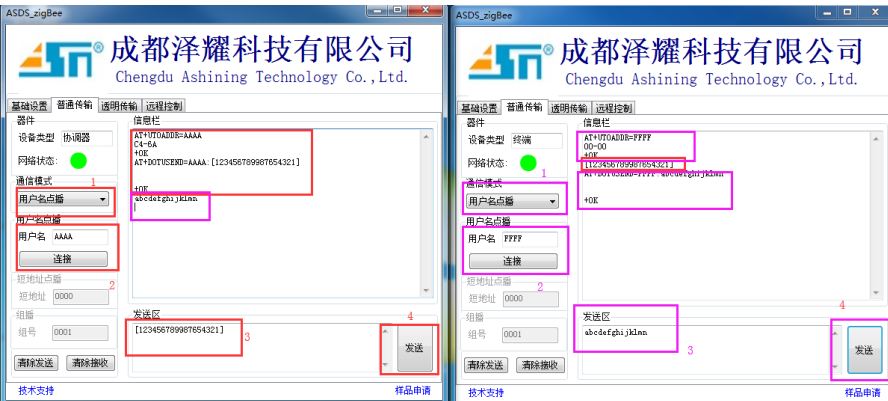 ASDS_zigBee
ASTN®
成都泽耀科技有限公司
Chengdu Ashining Technology Co.,Ltd.
基础设置 普通传输 透明传输 远程控制
器件
设备类型 协调器
网络状态:
通信模式
1
用户名点播
用户名点播
用户名 AAAA
连接
2
短地址点播
短地址 0000
组播
组号 0001
清除发送 清除接收
信息栏
AT+UTOADDR=AAAA
C4-6A
+OK
AT+DOTUSEND=AAAA:[123456789987654321]
+OK
abcdefghijklmn
发送区
[123456789987654321]
3
4
发送
技术支持
样品申请
ASDS_zigBee
ASTN®
成都泽耀科技有限公司
Chengdu Ashining Technology Co.,Ltd.
基础设置 普通传输 透明传输 远程控制
器件
设备类型 终端
网络状态:
1
通信模式
用户名点播
用户名点播
用户名 FFFF
连接
2
短地址点播
短地址 0000
组播
组号 0001
清除发送 清除接收
信息栏
AT+UTOADDR=FFFF
00-00
+OK
[123456789987654321]
AT+DOTUSEND=FFFF:abcdefghijklmn
+OK
发送区
abcdefghijklmn
3
4
发送
技术支持
样品申请